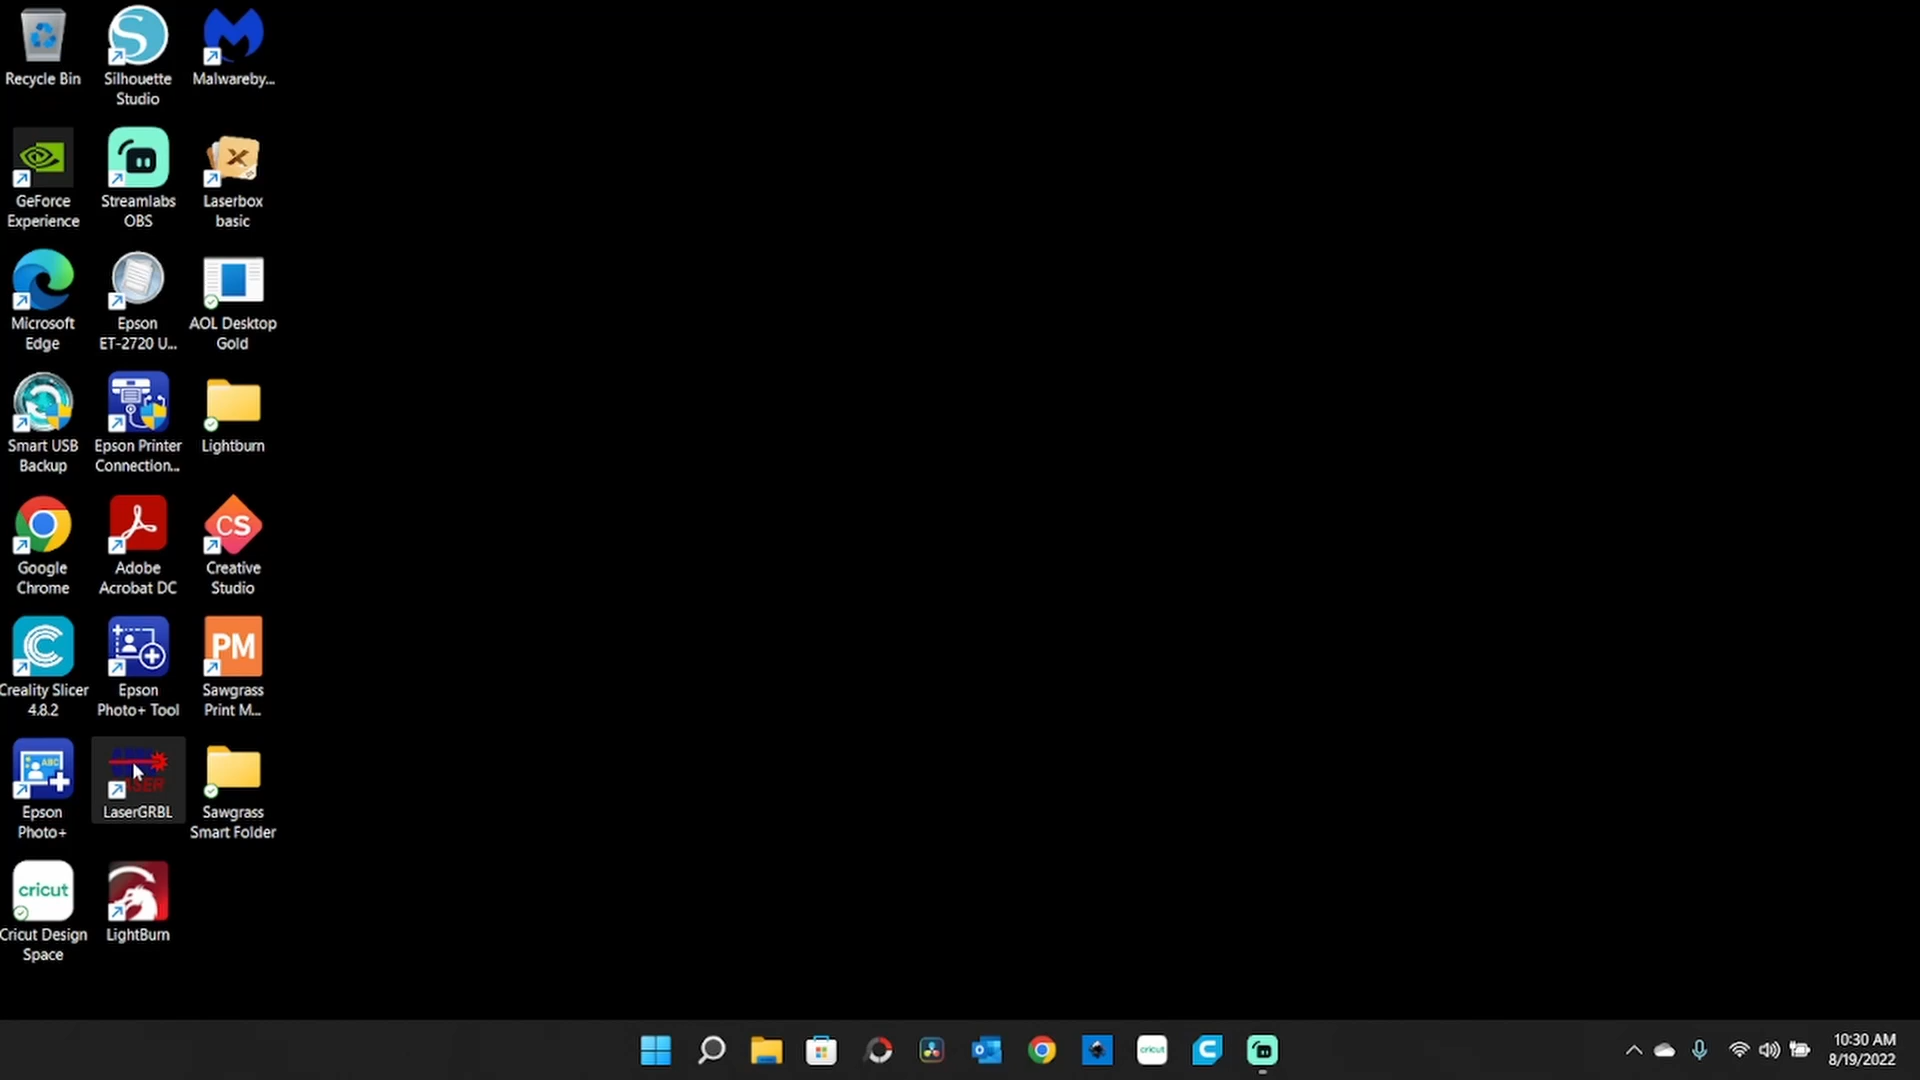 Recycle Bin
Silhouette
Studio
Malwareby...
GeForce
Experience
Streamlabs
OBS
Laserbox
basic
Microsoft
Edge
Epson
ET-2720 U...
AOL Desktop
Gold
Smart USB
Backup
Epson Printer
Connection...
Lightburn
Google
Chrome
Adobe
Acrobat DC
CS
Creative
Studio
Creality Slicer
4.8.2
Epson
Photo+ Tool
PM
Sawgrass
Print M...
ABC
Epson
Photo+
LaserGRBL
Sawgrass
Smart Folder
cricut
Cricut Design
Space
LightBurn
cricut
10:30 AM
8/19/2022